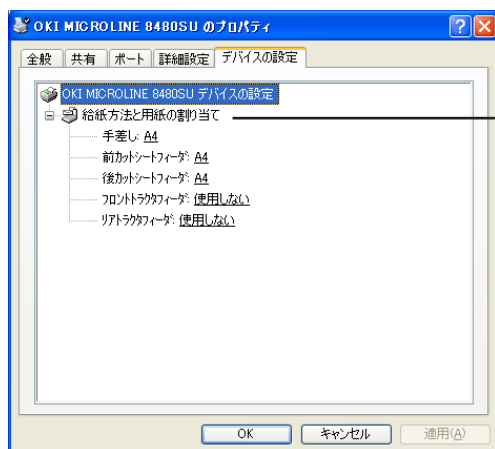 OKI MICROLINE 8480SU のプロパティ
全般 共有 ポート 詳細設定 デバイスの設定
OKI MICROLINE 8480SU デバイスの設定
給紙方法と用紙の割り当て
手差し: A4
前カットシートフィーダ: A4
後カットシートフィーダ: A4
フロントトラクタフィーダ: 使用しない
リアトラクタフィーダ: 使用しない
OK キャンセル 適用(A)